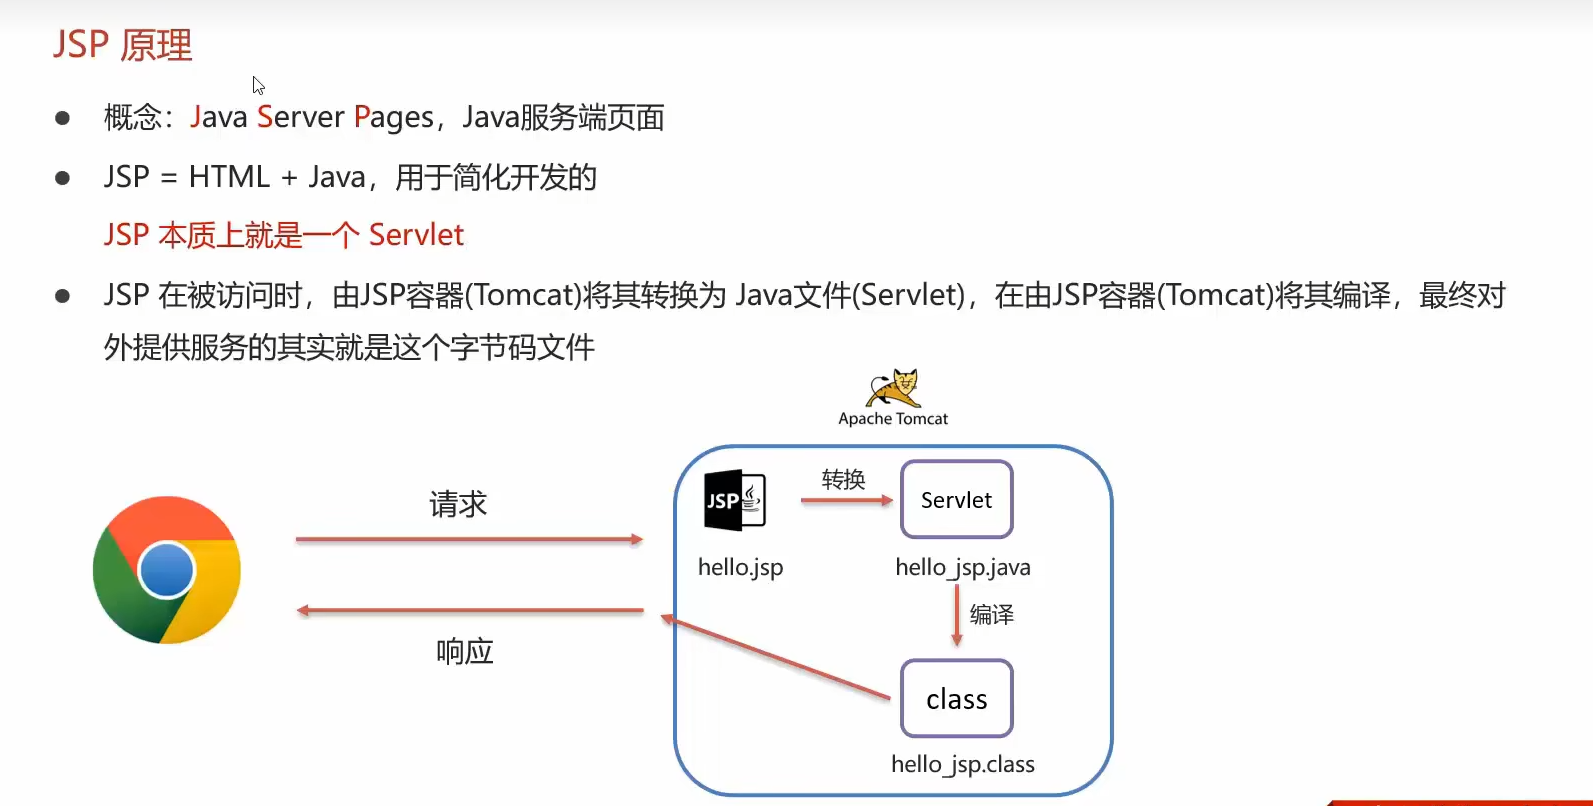 JSP 原理
概念：Java Server Pages，Java服务端页面
JSP = HTML + Java，用于简化开发的
JSP 本质上就是一个 Servlet
JSP 在被访问时，由JSP容器(Tomcat)将其转换为 Java文件(Servlet)，在由JSP容器(Tomcat)将其编译，最终对
外提供服务的其实就是这个字节码文件
Apache Tomcat
请求
响应
JSP
转换
Servlet
hello.jsp
hello_jsp.java
编译
class
hello_jsp.class